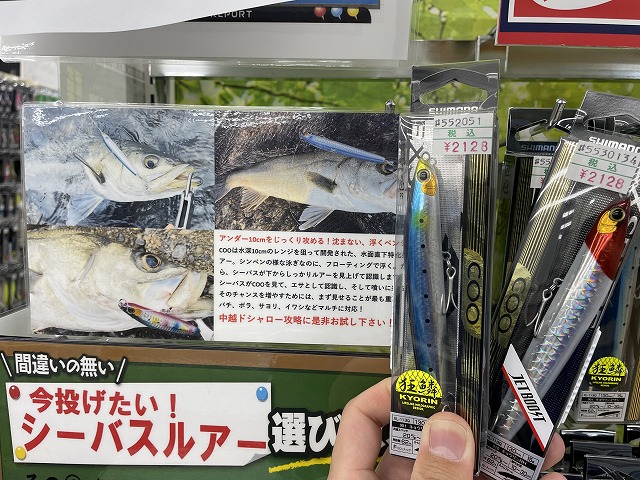 REPORT
SHIMANO
#552051
税込
¥2128
SHIMANO
#5530134
税込
¥2128
アンダー10cmをじっくり攻める!沈まない、浮くペン
COOは水深10cmのレンジを狙って開発された、水面直下特化
アー。シンペンの様な泳ぎなのに、フローティングで浮く。
ら、シーバスが下からしっかりルアーを見上げて認識しま
シーバスがCOOを見て、エサとして認識し、そして喰いに
そのチャンスを増やすためには、まず見せることが最も重
バチ、ボラ、サヨリ、イワシなどマルチに対応!
中越ドシャロー攻略に是非お試し下さい!
COO
狂鱗
KYORIN
JETBOOST
狂鱗
KYORIN
間違いの無い
今投げたい!
シーバスルアー
選び